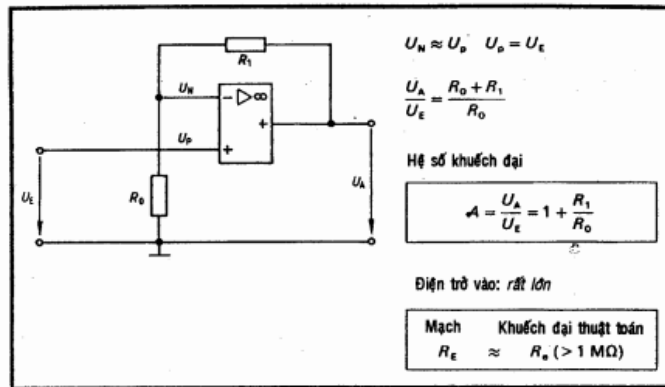 R₁
U_N
− ▷∞
+
U_P
+
U_E
R₀
U_A
U_N ≈ U_p U_p = U_E
U_A / U_E = (R₀ + R₁) / R₀
Hệ số khuếch đại
A = U_A / U_E = 1 + R₁ / R₀
Điện trở vào: rất lớn
Mạch Khuếch đại thuật toán
R_E ≈ R_e (> 1 MΩ)